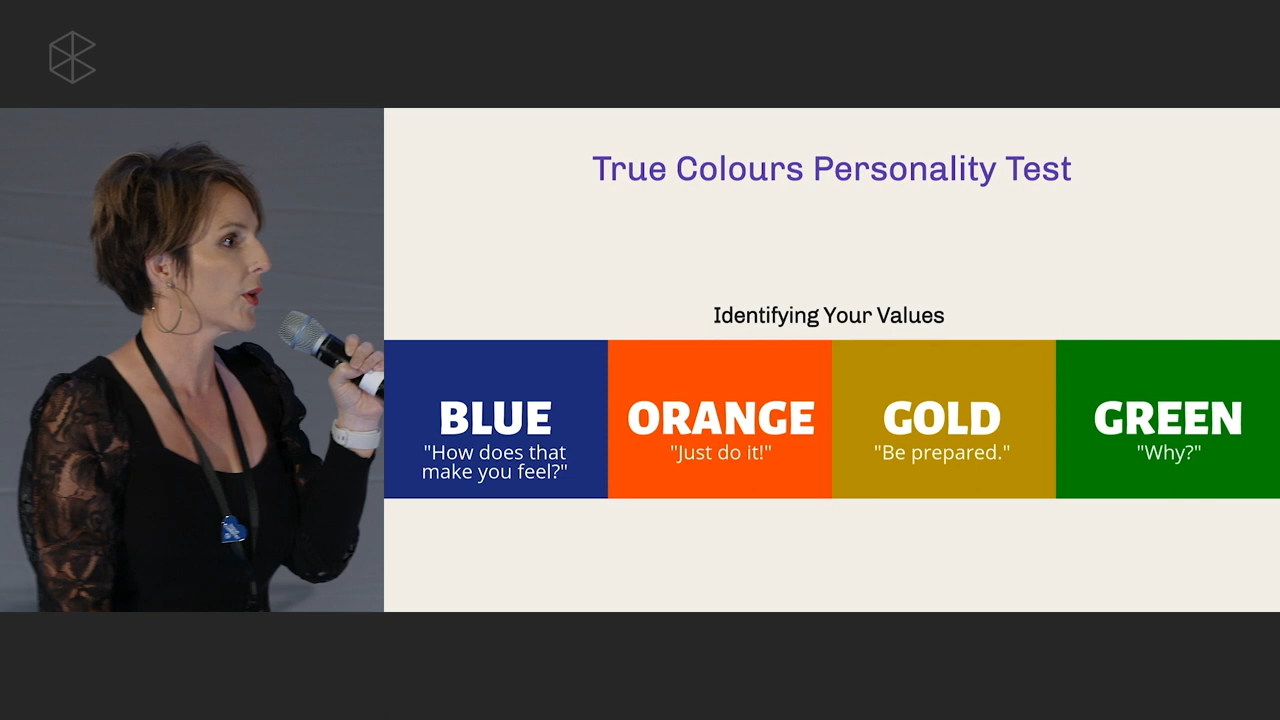 True Colours Personality Test
Identifying Your Values
BLUE
"How does that
make you feel?"
ORANGE
"Just do it!"
GOLD
"Be prepared."
GREEN
"Why?"